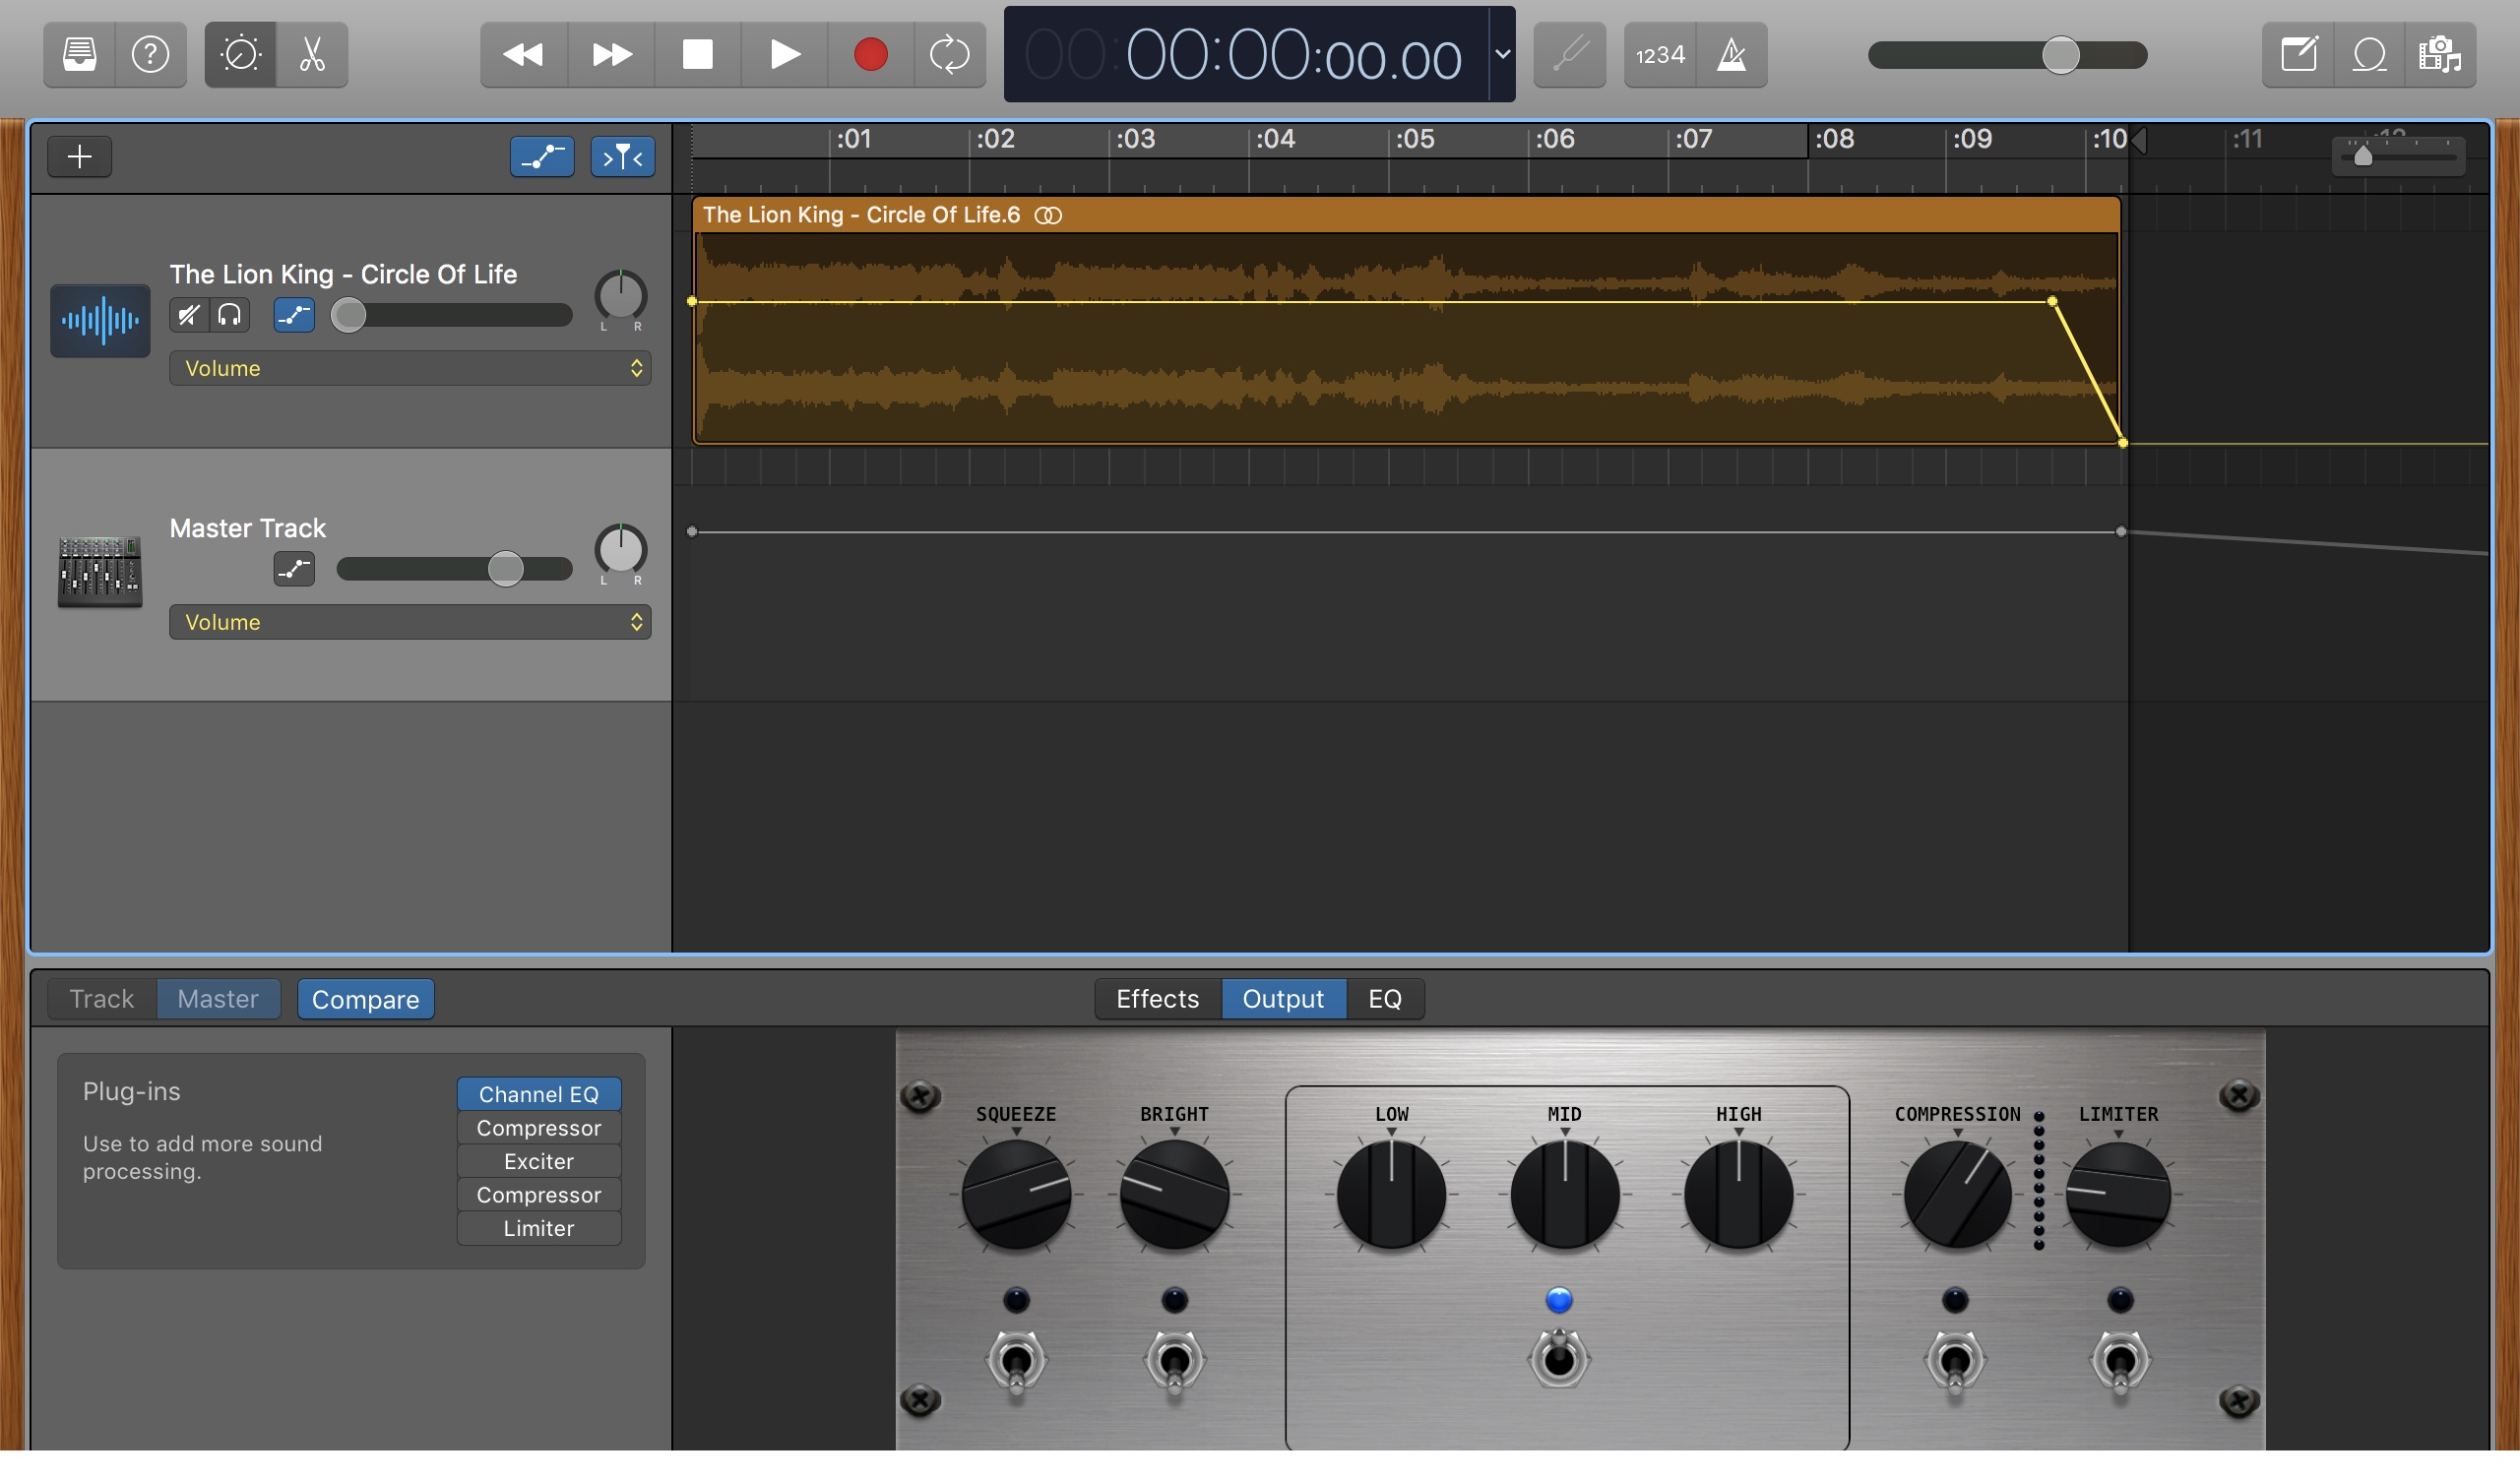 00:00:00:00.00
1234
:01 :02 :03 :04 :05 :06 :07 :08 :09 :10 :11 :12
The Lion King - Circle Of Life.6
The Lion King - Circle Of Life
L R
Volume
Master Track
L R
Volume
Track Master Compare Effects Output EQ
Plug-ins
Use to add more sound
processing.
Channel EQ
Compressor
Exciter
Compressor
Limiter
SQUEEZE BRIGHT LOW MID HIGH COMPRESSION LIMITER